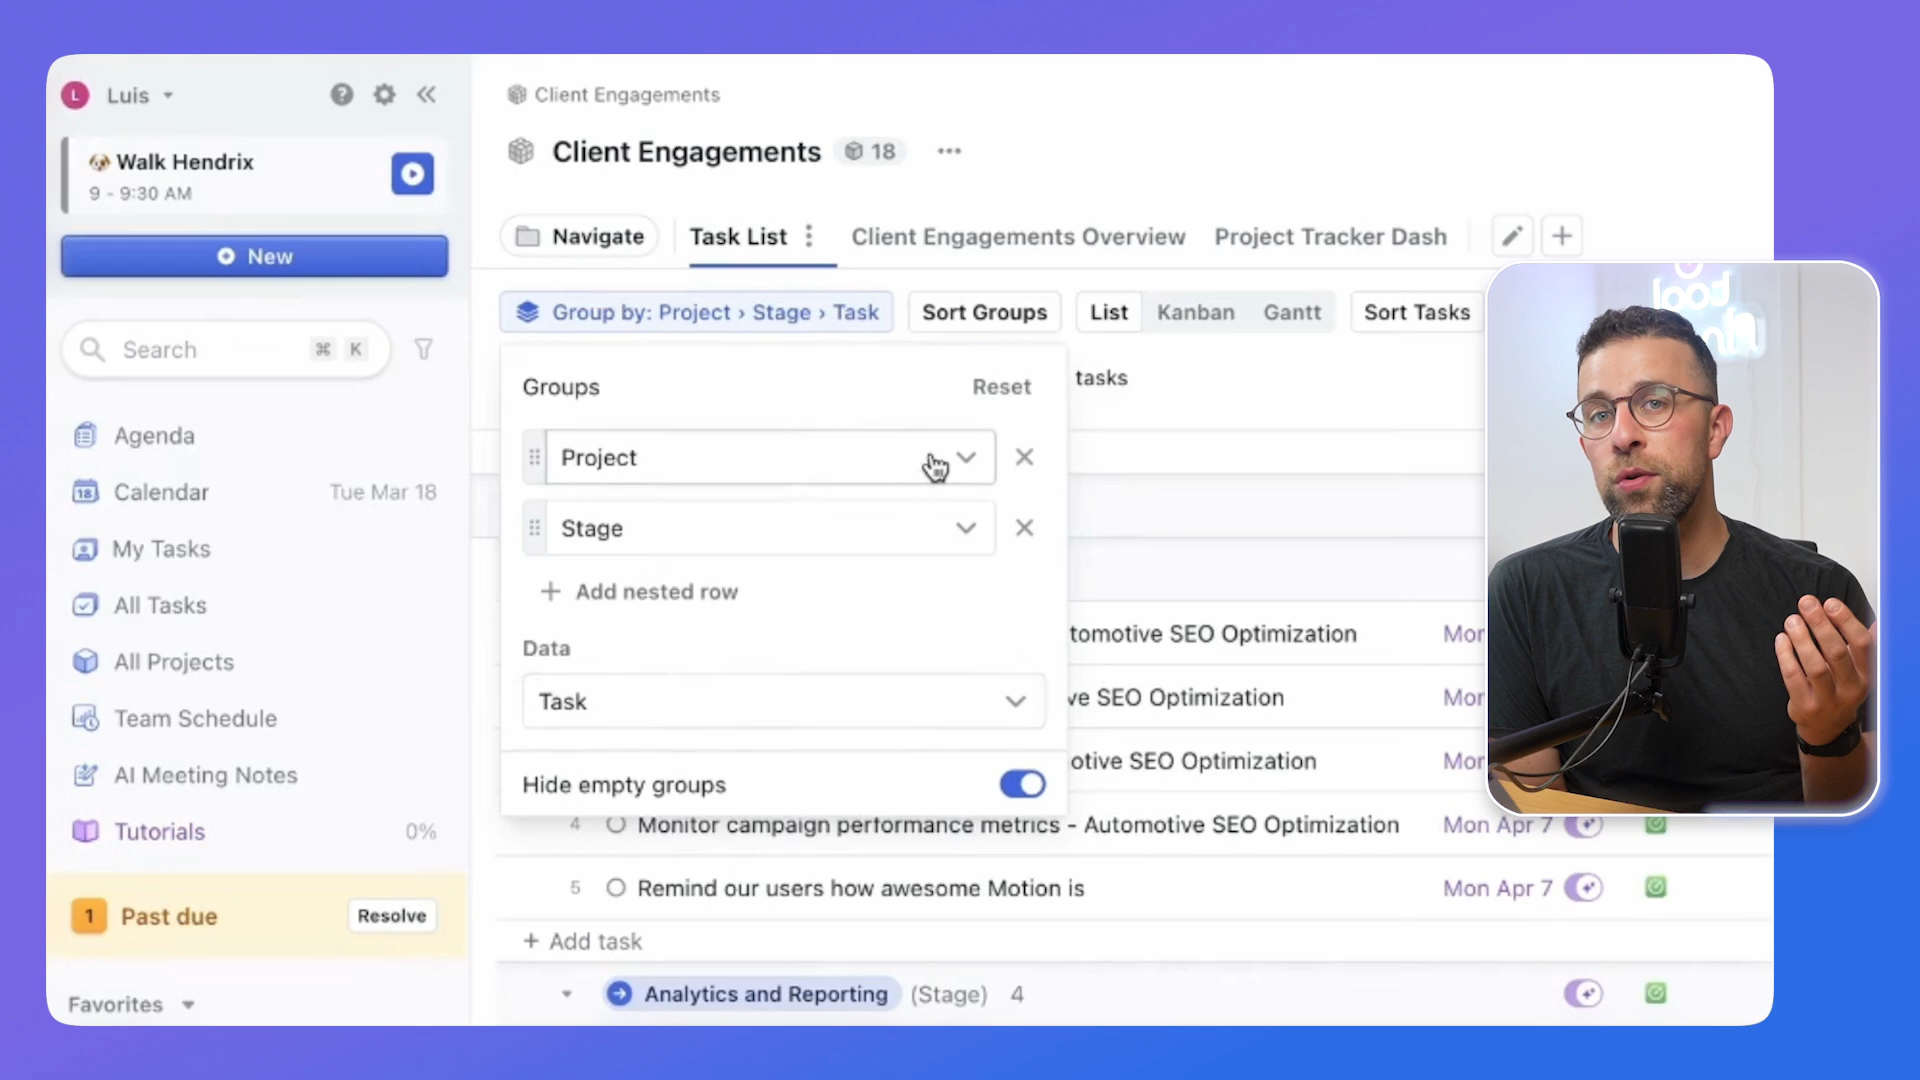 L Luis
Walk Hendrix
9 - 9:30 AM
New
Search ⌘ K
Agenda
18 Calendar Tue Mar 18
My Tasks
All Tasks
All Projects
Team Schedule
AI Meeting Notes
Tutorials 0%
1 Past due Resolve
Favorites
Client Engagements
Client Engagements 18
Navigate Task List Client Engagements Overview Project Tracker Dash
Group by: Project › Stage › Task Sort Groups List Kanban Gantt Sort Tasks
Groups Reset
tasks
Project
Stage
Add nested row
Data
Task
Hide empty groups
tomotive SEO Optimization Mon
ve SEO Optimization Mon
otive SEO Optimization Mon
4 Monitor campaign performance metrics - Automotive SEO Optimization Mon Apr 7
5 Remind our users how awesome Motion is Mon Apr 7
+ Add task
Analytics and Reporting (Stage) 4